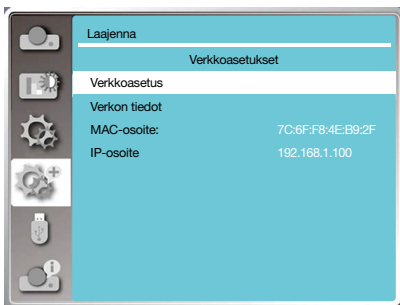 Laajenna
Verkkoasetukset
Verkkoasetus
Verkon tiedot
MAC-osoite: 7C:6F:F8:4E:B9:2F
IP-osoite 192.168.1.100